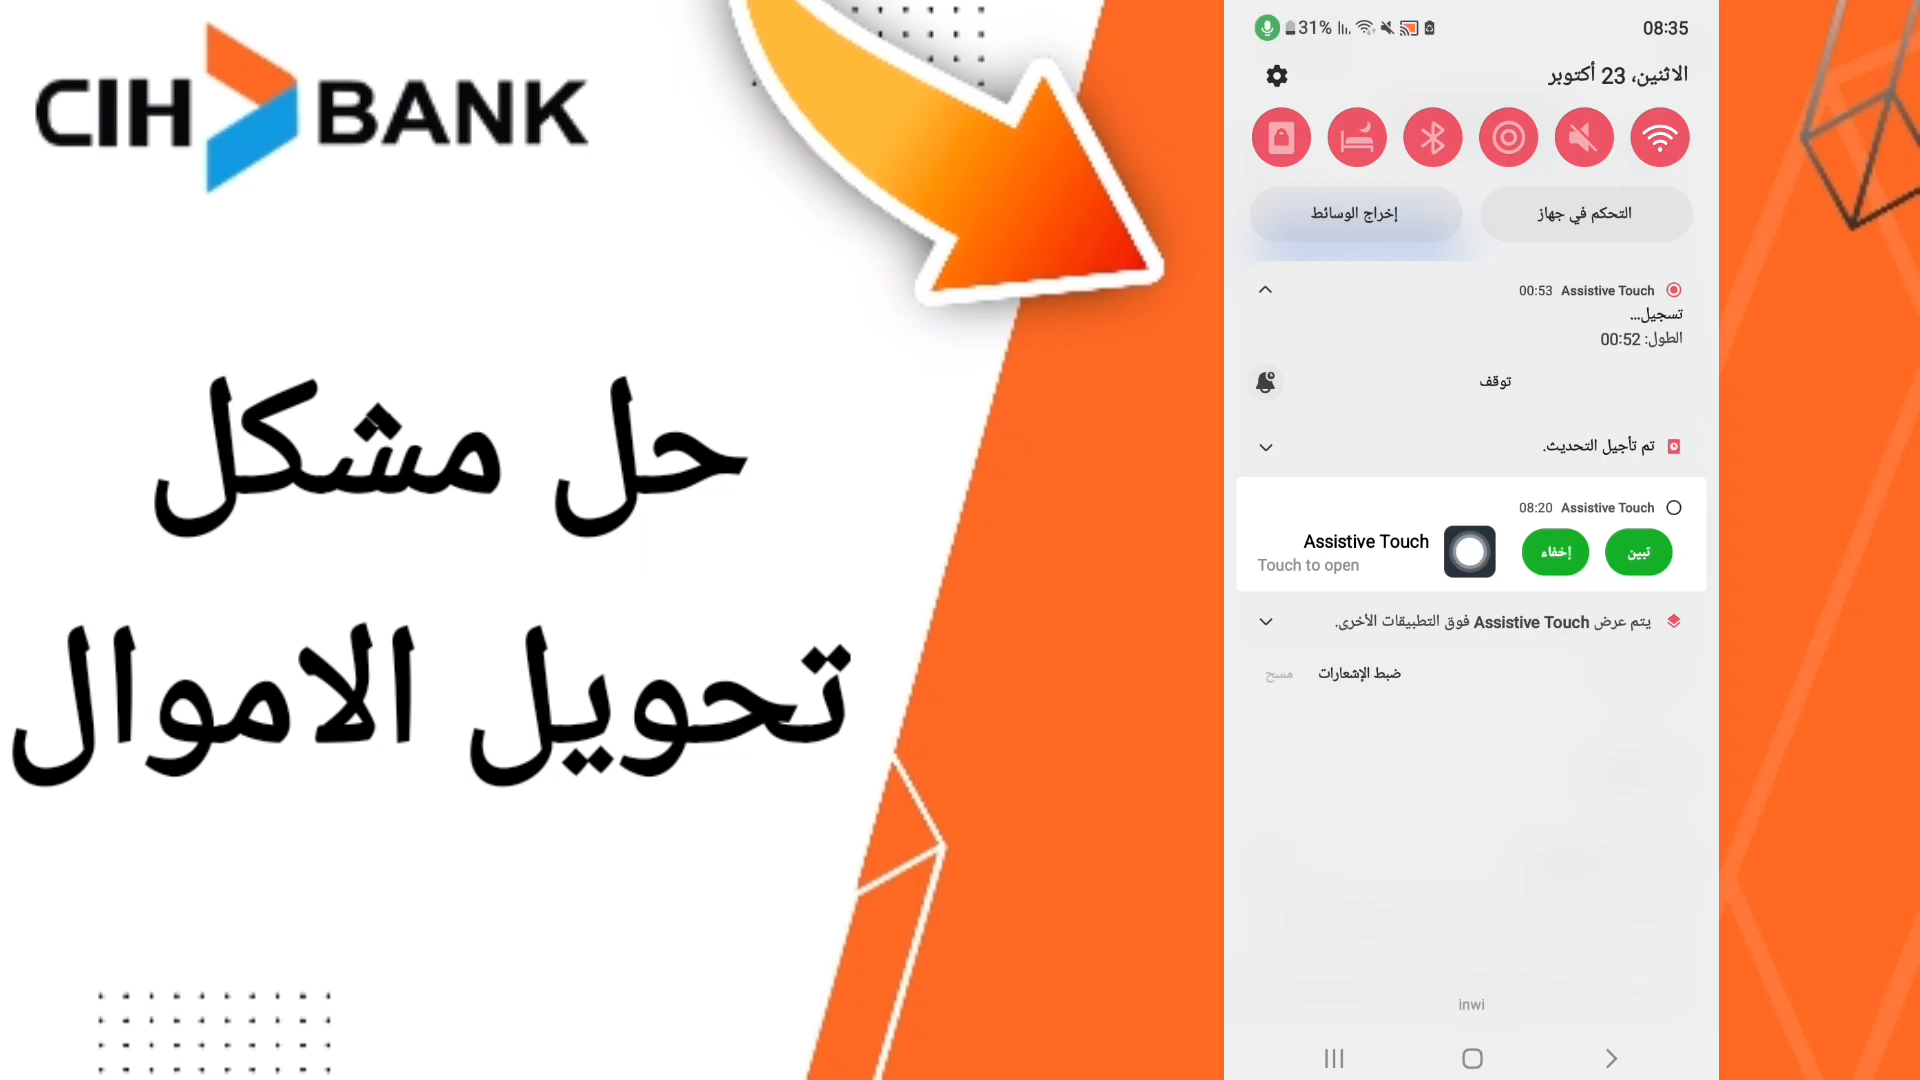 CIH BANK
حل مشكل
تحويل الاموال
31%
08:35
الاثنين، 23 أكتوبر
التحكم في جهاز
إخراج الوسائط
Assistive Touch 00:53
تسجيل...
الطول: 00:52
توقف
تم تأجيل التحديث.
Assistive Touch 08:20
تبين
إخفاء
Assistive Touch
Touch to open
يتم عرض Assistive Touch فوق التطبيقات الأخرى.
ضبط الإشعارات
مسح
inwi